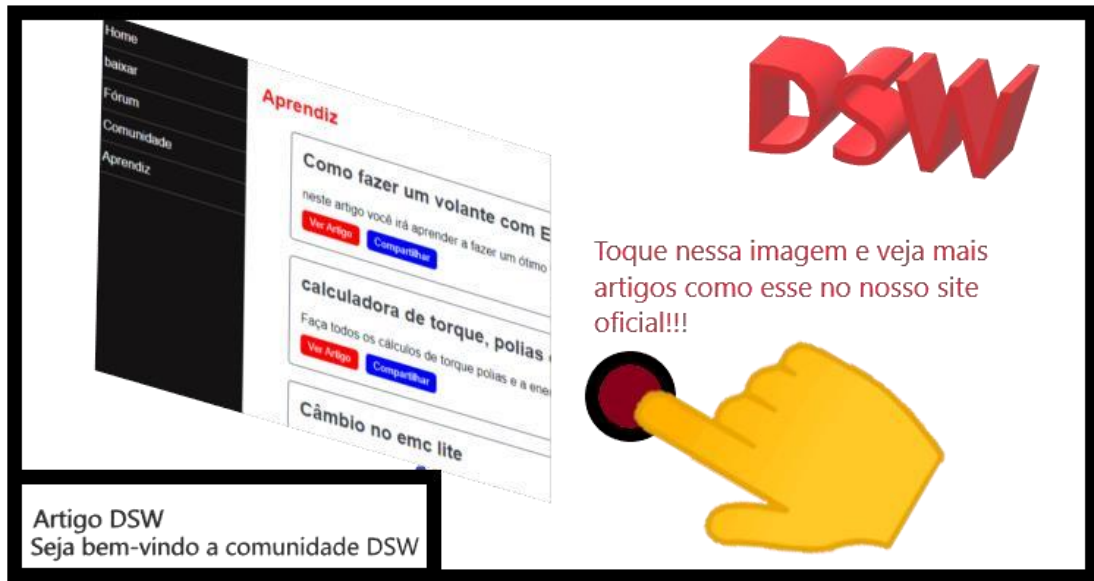 Home
baixar
Fórum
Comunidade
Aprendiz
Aprendiz
Como fazer um volante com E
neste artigo você irá aprender a fazer um ótimo
Ver Artigo Compartilhar
calculadora de torque, polias
Faça todos os cálculos de torque polias e a ene
Ver Artigo Compartilhar
Câmbio no emc lite
DSW
Toque nessa imagem e veja mais
artigos como esse no nosso site
oficial!!!
Artigo DSW
Seja bem-vindo a comunidade DSW